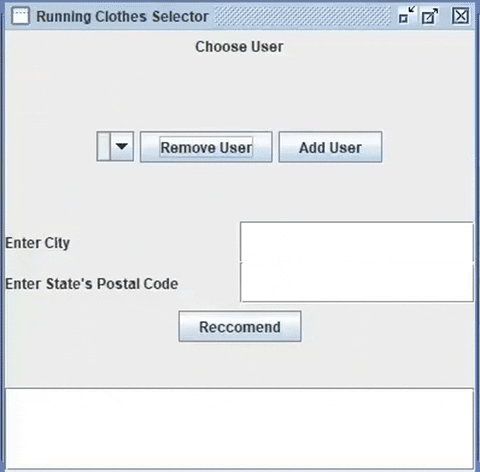 Running Clothes Selector
Choose User
Remove User Add User
Enter City
Enter State's Postal Code
Reccomend